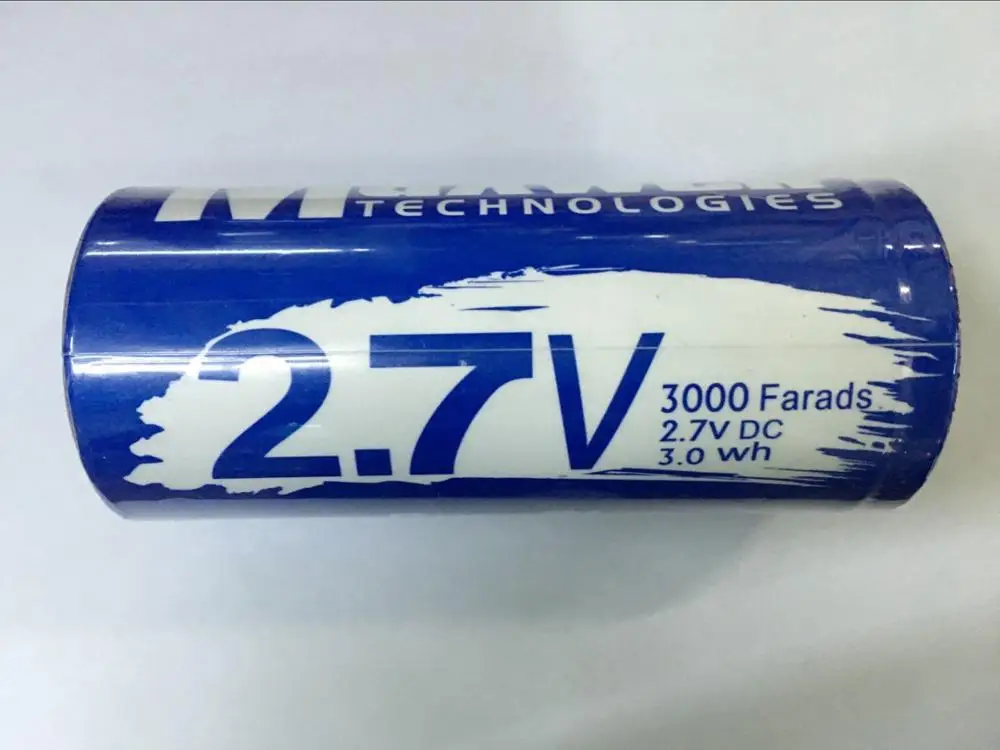 TECHNOLOGIES
2.7V
3000 Farads
2.7V DC
3.0 wh